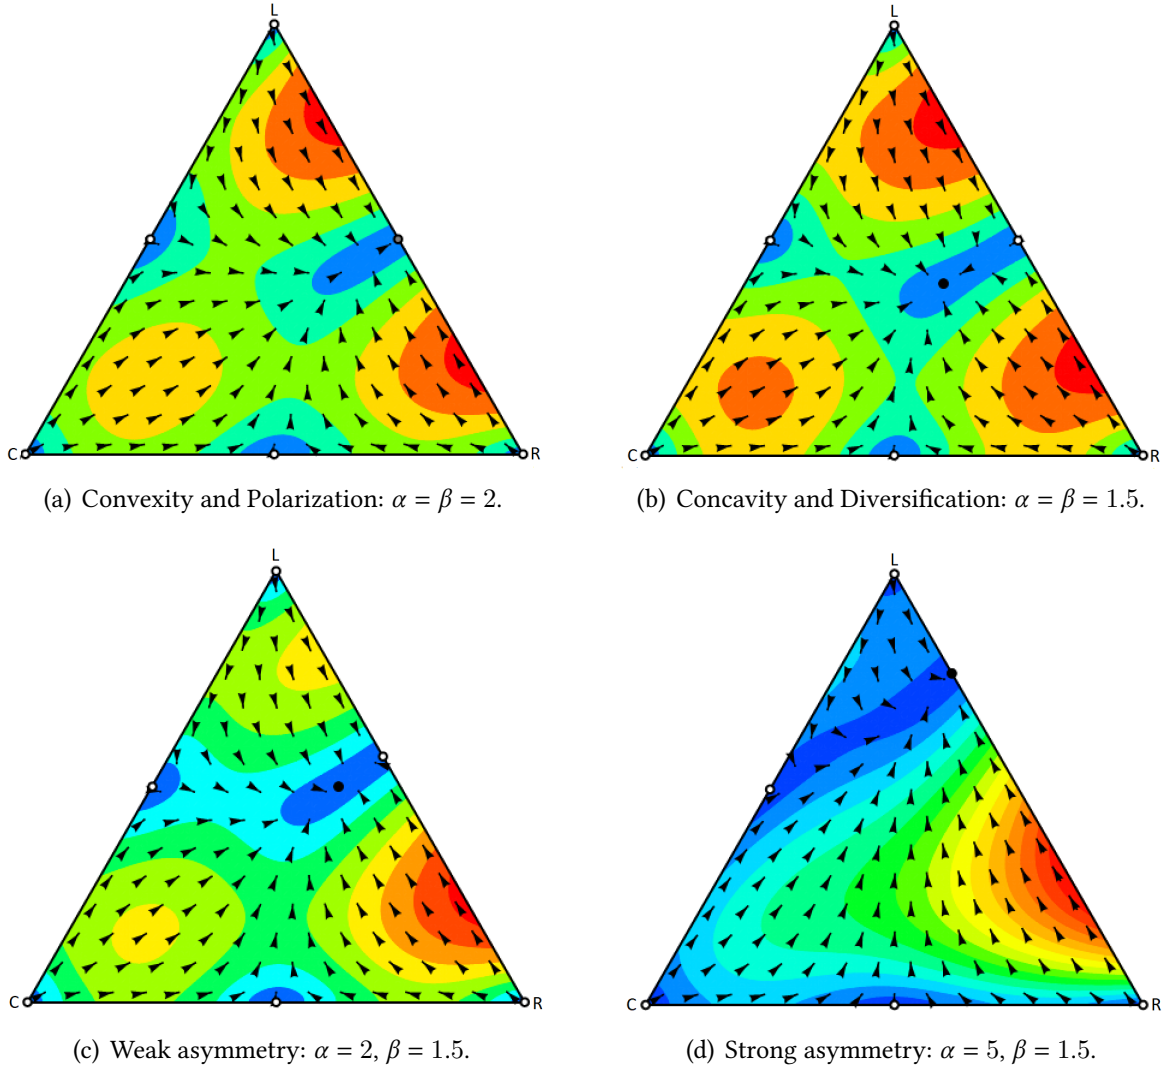 L
L
C
R
C
R
(a) Convexity and Polarization: α = β = 2.
(b) Concavity and Diversification: α = β = 1.5.
L
L
C
R
C
R
(c) Weak asymmetry: α = 2, β = 1.5.
(d) Strong asymmetry: α = 5, β = 1.5.